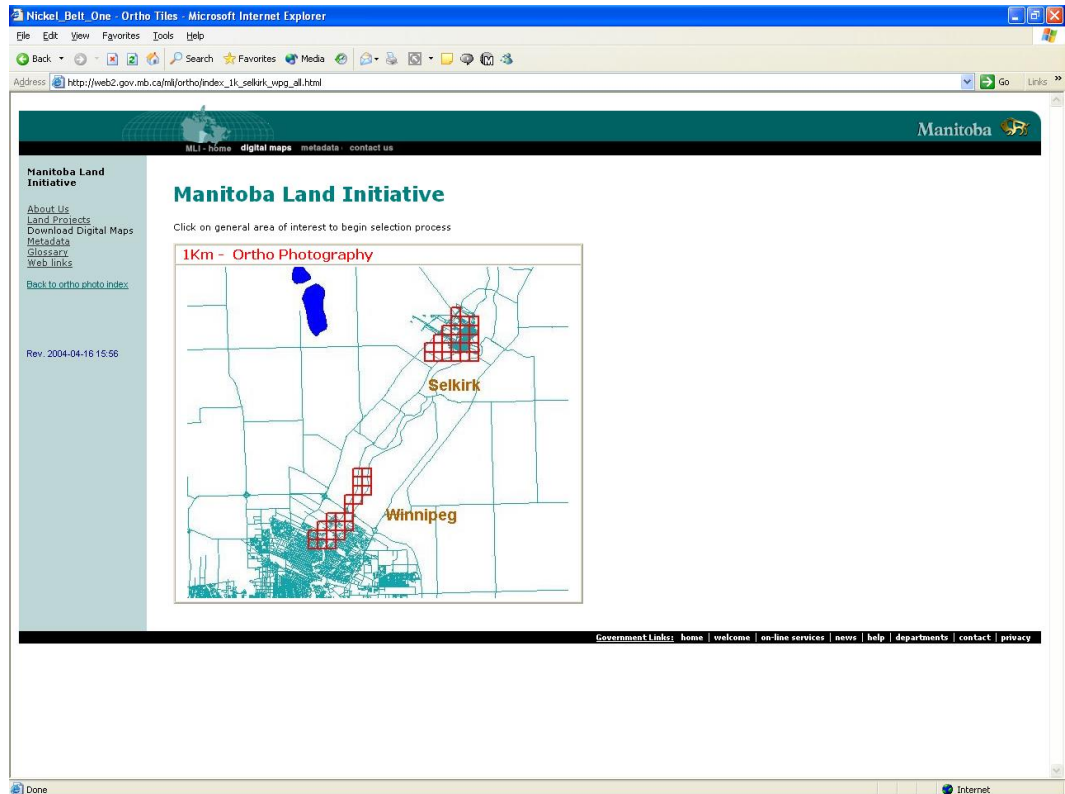 Nickel_Belt_One - Ortho Tiles - Microsoft Internet Explorer
File Edit View Favorites Tools Help
Back Search Favorites Media
Address http://web2.gov.mb.ca/mli/ortho/index_1k_selkirk_wpg_all.html Go Links »
Manitoba
MLI - home digital maps metadata contact us
Manitoba Land
Initiative
About Us
Land Projects
Download Digital Maps
Metadata
Glossary
Web links
Back to ortho photo index
Rev. 2004-04-16 15:56
Manitoba Land Initiative
Click on general area of interest to begin selection process
1Km - Ortho Photography
Selkirk
Winnipeg
Government Links: home | welcome | on-line services | news | help | departments | contact | privacy
Done Internet